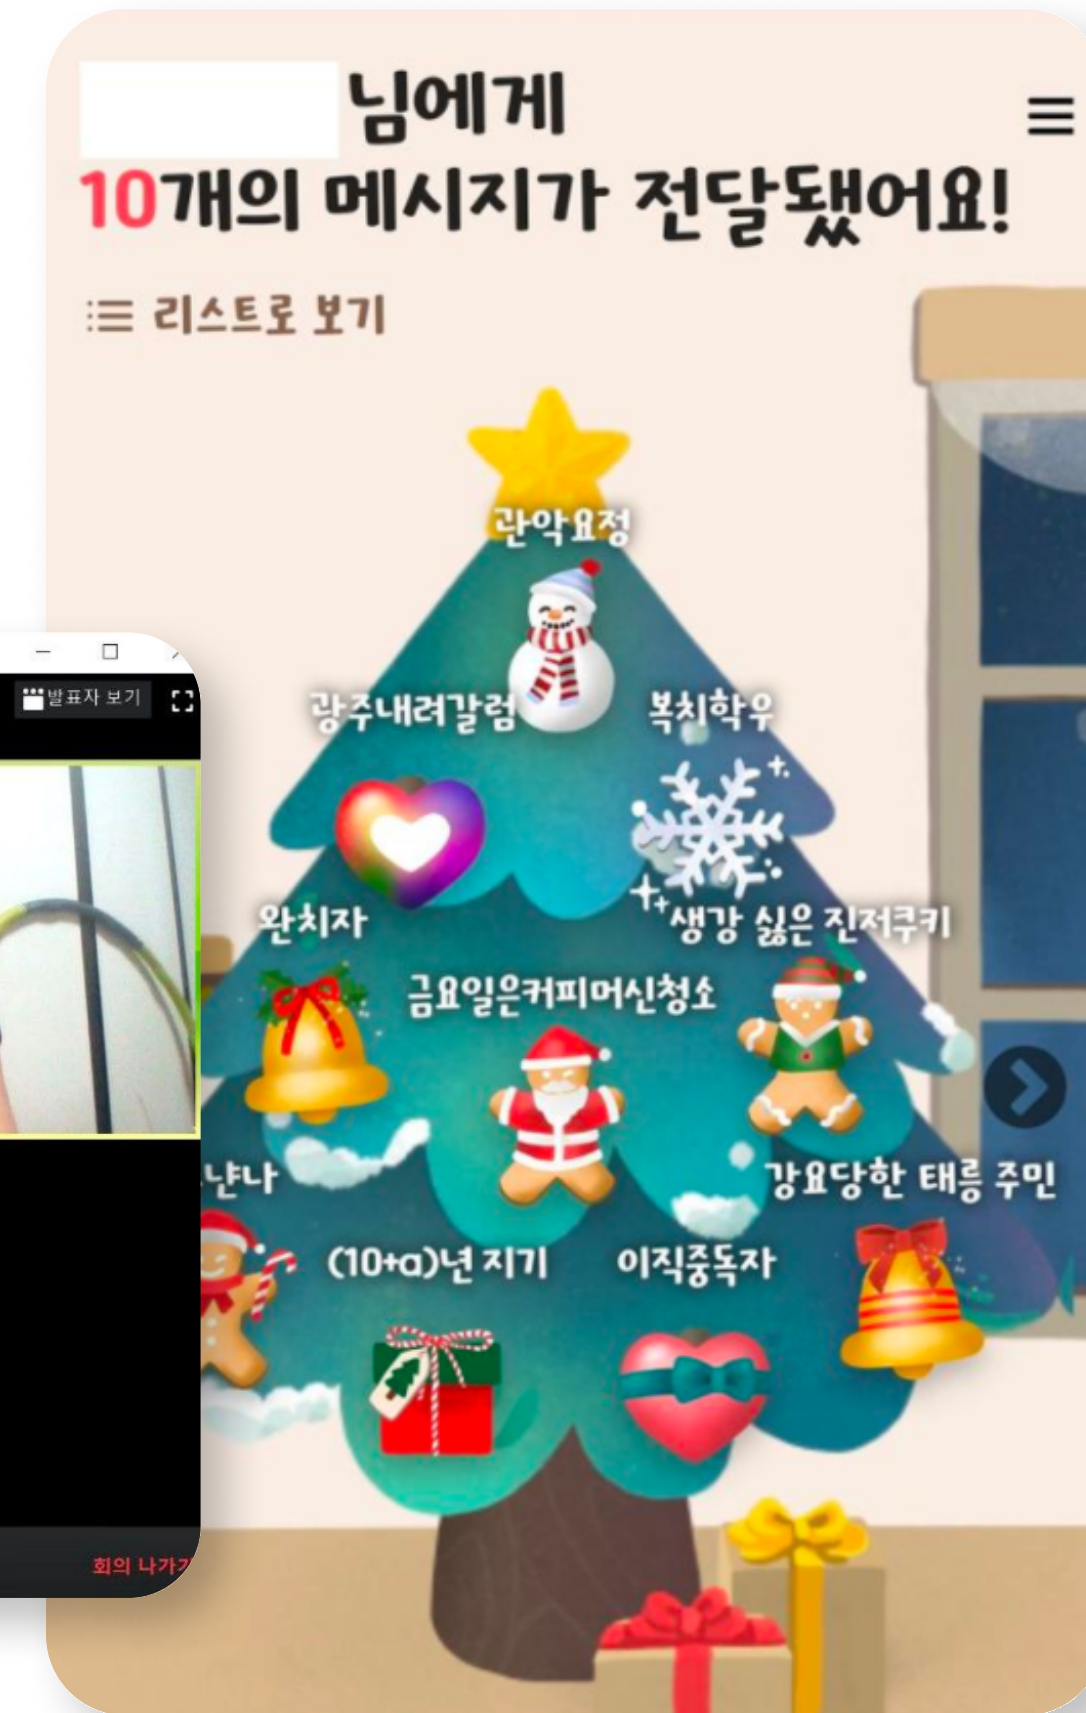 님에게
10개의 메시지가 전달됐어요!
리스트로 보기
관악요정
광주내려갈럼
복치학우
완치자
생강 싫은 진저쿠키
금요일은커피머신청소
냔나
강요당한 태릉 주민
(10+a)년 지기
이직중독자
발표자 보기
회의 나가기